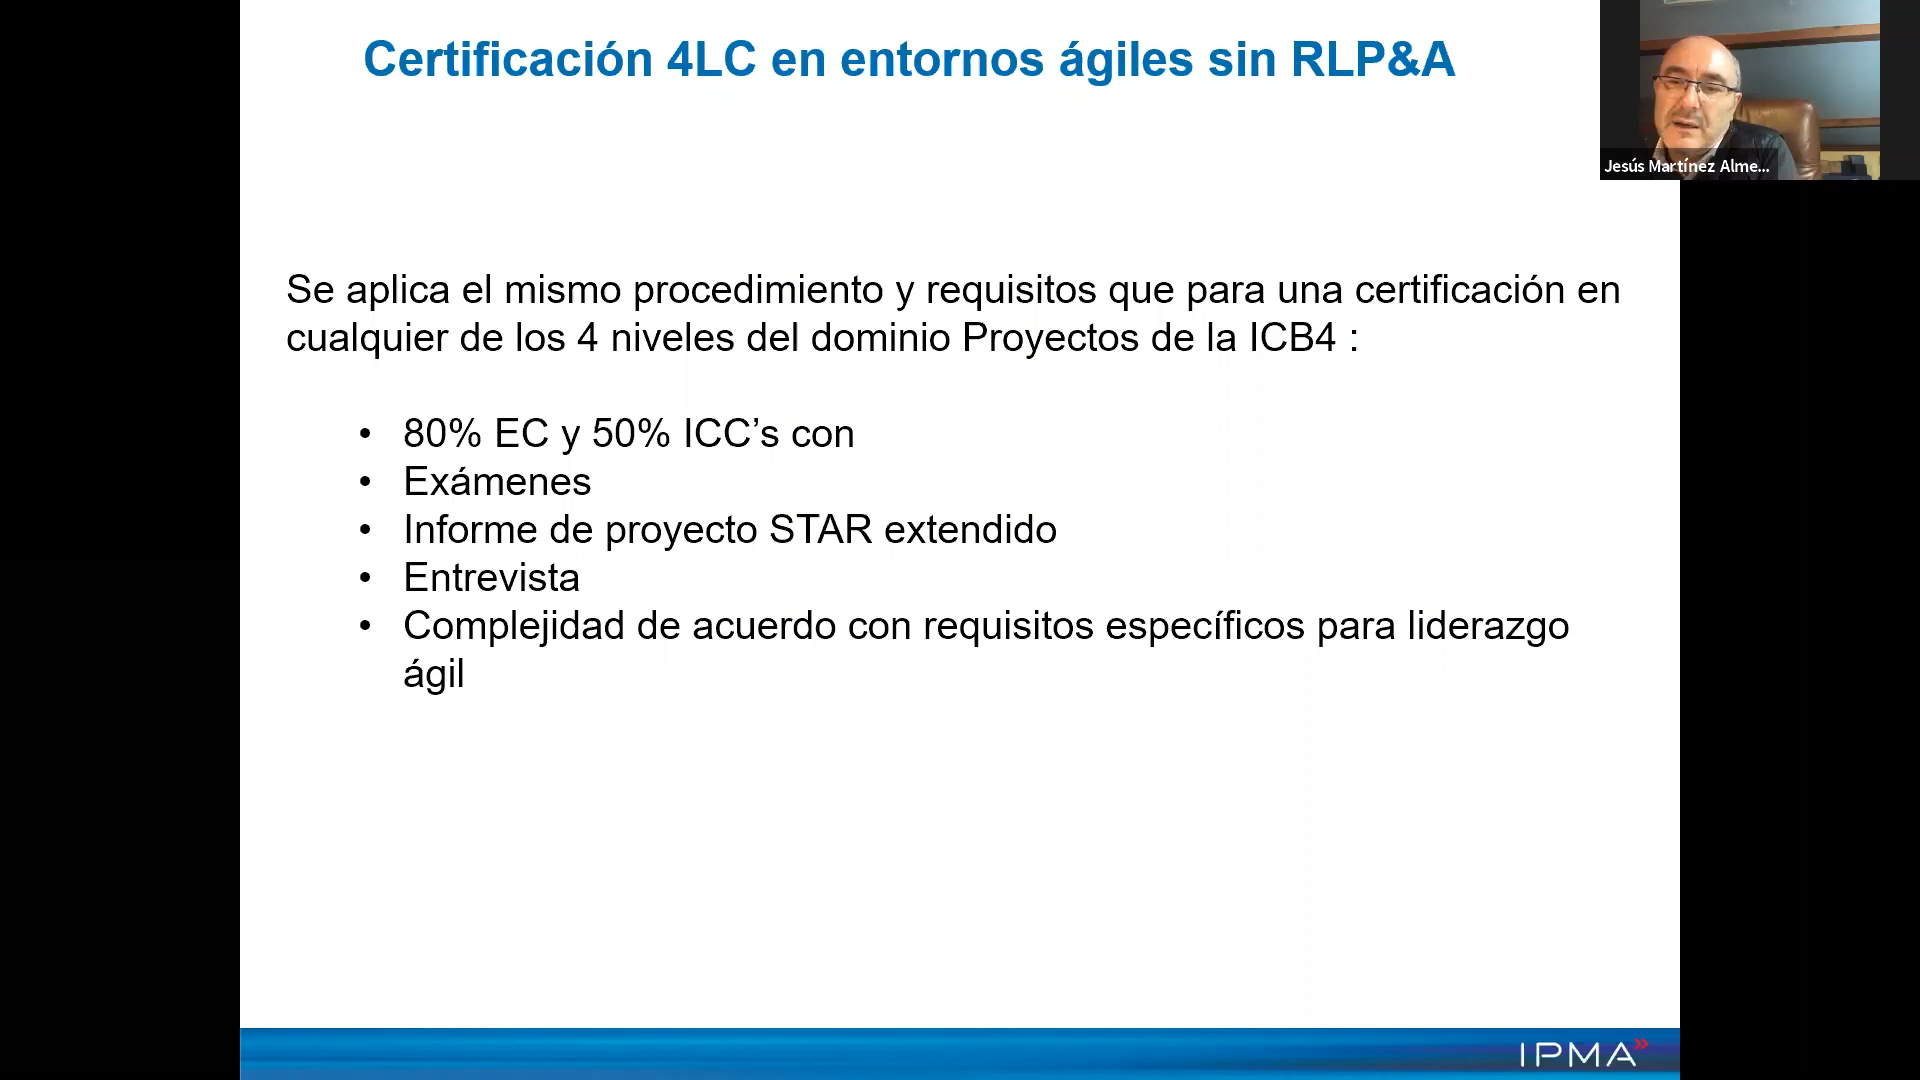 Certificación 4LC en entornos ágiles sin RLP&A
Jesús Martínez Alme...
Se aplica el mismo procedimiento y requisitos que para una certificación en
cualquier de los 4 niveles del dominio Proyectos de la ICB4 :
• 80% EC y 50% ICC’s con
• Exámenes
• Informe de proyecto STAR extendido
• Entrevista
• Complejidad de acuerdo con requisitos específicos para liderazgo
ágil
IPMA